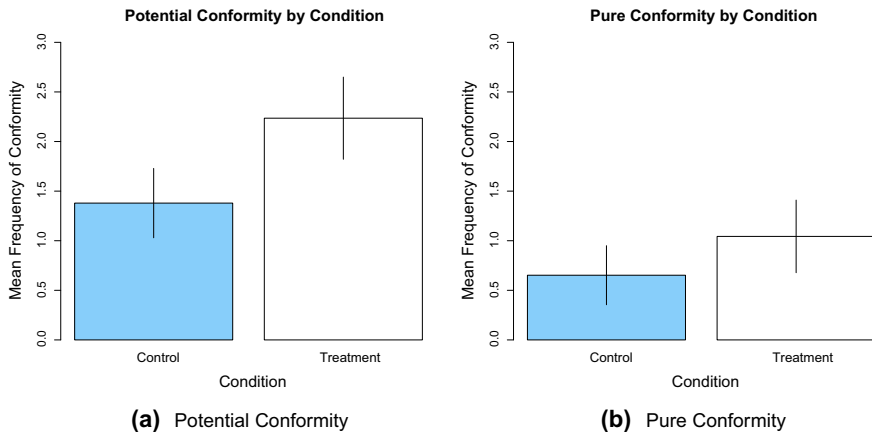 Potential Conformity by Condition
Mean Frequency of Conformity
3.0
2.5
2.0
1.5
1.0
0.5
0.0
Control
Treatment
Condition
(a) Potential Conformity
Pure Conformity by Condition
Mean Frequency of Conformity
3.0
2.5
2.0
1.5
1.0
0.5
0.0
Control
Treatment
Condition
(b) Pure Conformity